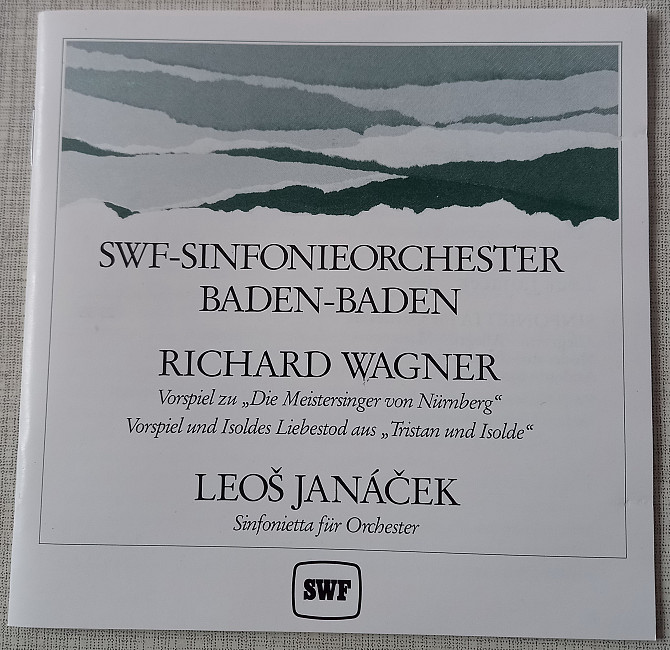 SWF-SINFONIEORCHESTER
BADEN-BADEN
RICHARD WAGNER
Vorspiel zu „Die Meistersinger von Nürnberg“
Vorspiel und Isoldes Liebestod aus „Tristan und Isolde“
LEOŠ JANÁČEK
Sinfonietta für Orchester
SWF